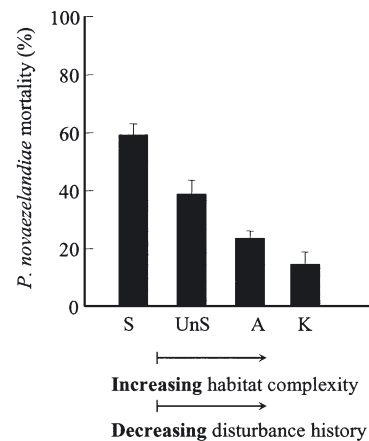 P. novaezelandiae mortality (%)
100
80
60
40
20
0
S UnS A K
Increasing habitat complexity
Decreasing disturbance history